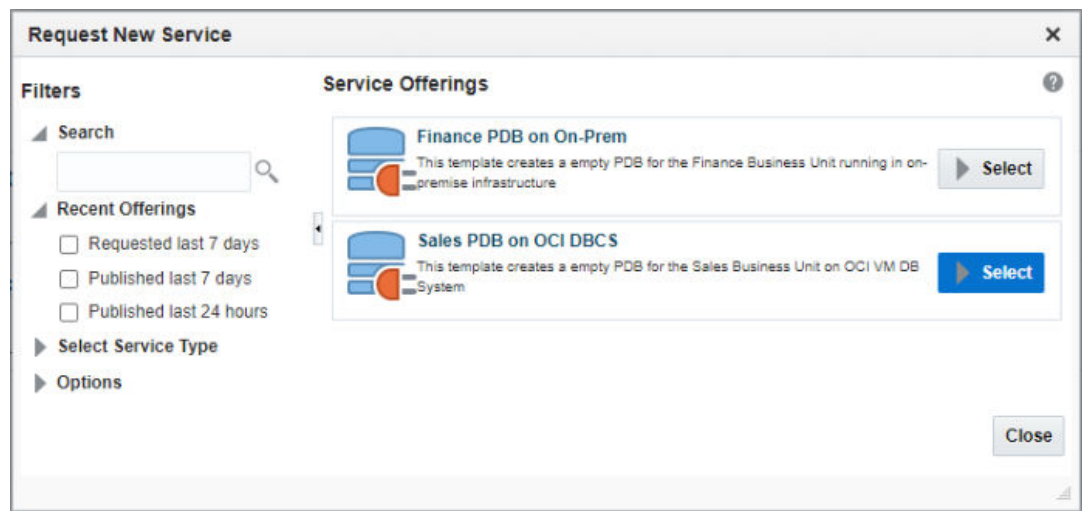 Request New Service
Filters
Search
Recent Offerings
Requested last 7 days
Published last 7 days
Published last 24 hours
Select Service Type
Options
Service Offerings
Finance PDB on On-Prem
This template creates a empty PDB for the Finance Business Unit running in on-
premise infrastructure
Select
Sales PDB on OCI DBCS
This template creates a empty PDB for the Sales Business Unit on OCI VM DB
System
Select
Close